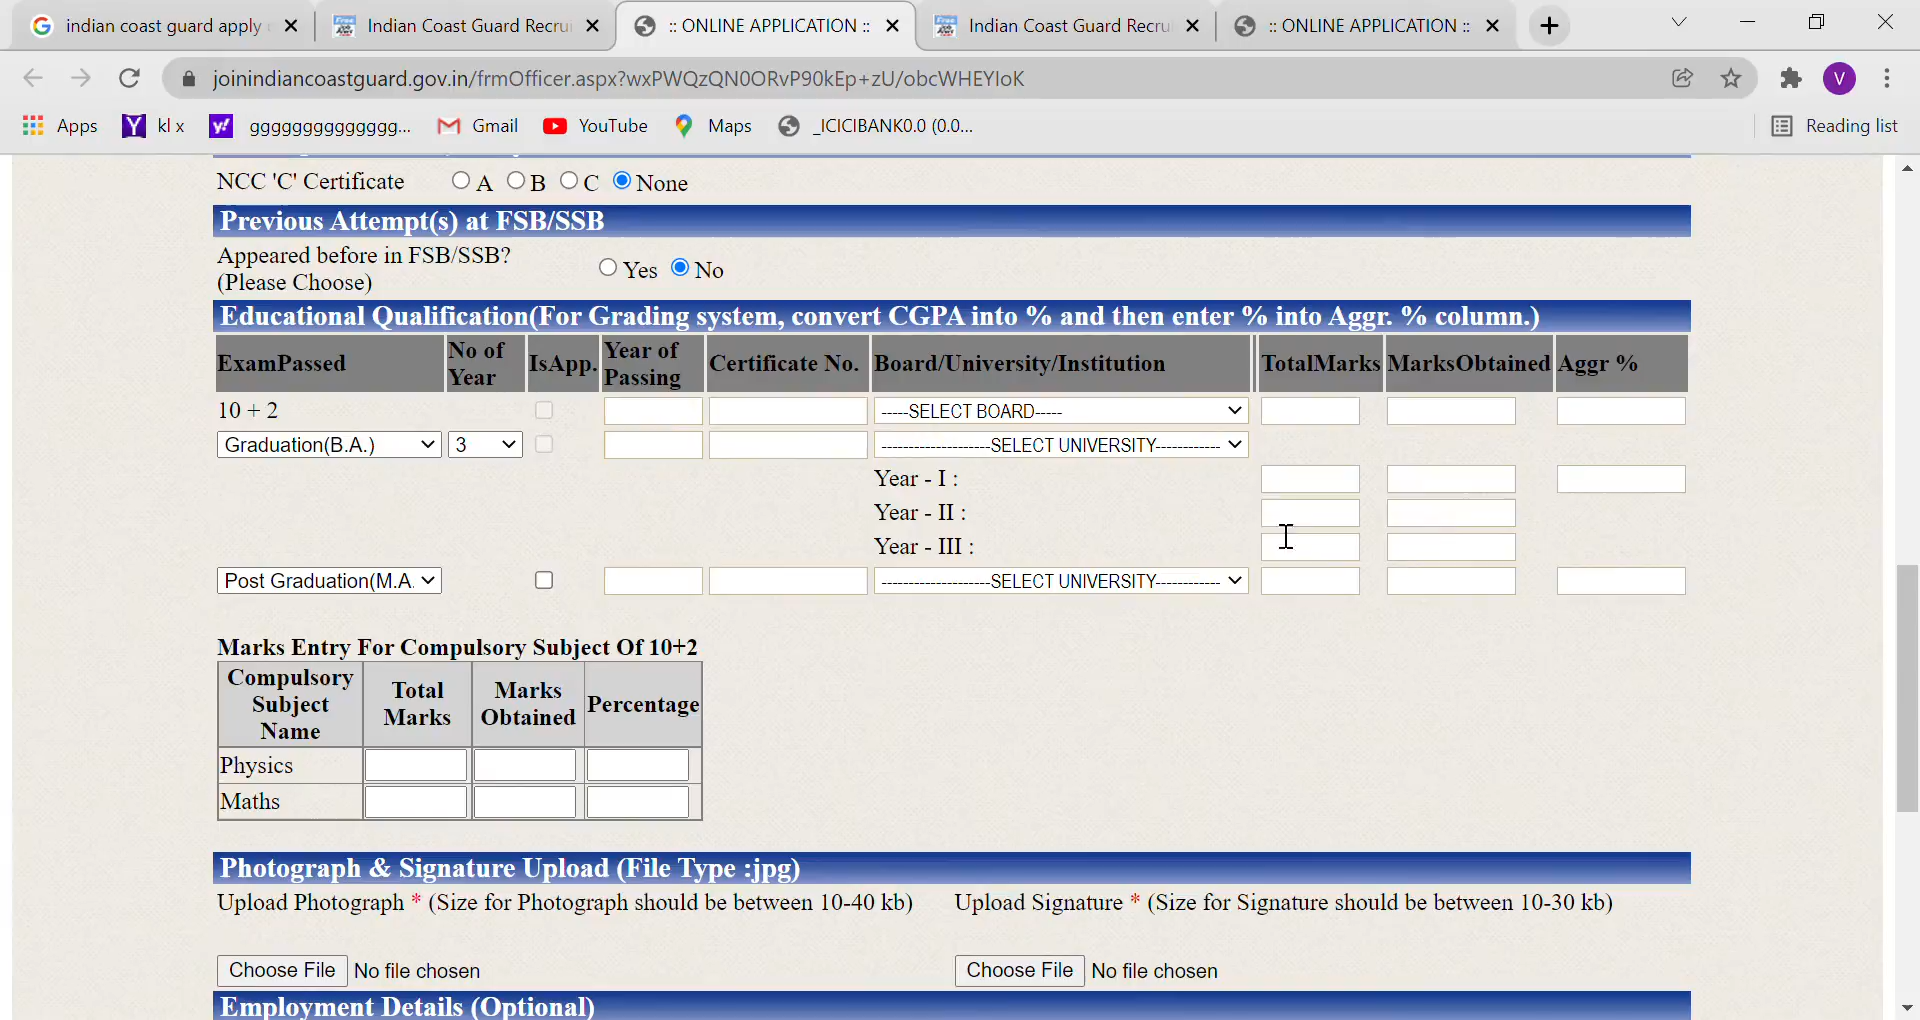 indian coast guard apply
Indian Coast Guard Recru
:: ONLINE APPLICATION ::
Indian Coast Guard Recru
:: ONLINE APPLICATION ::
joinindiancoastguard.gov.in/frmOfficer.aspx?wxPWQzQN0ORvP90kEp+zU/obcWHEYIoK
V
Apps
kl x
gggggggggggggg...
Gmail
YouTube
Maps
_ICICIBANK0.0 (0.0...
Reading list
NCC 'C' Certificate A B C None
Previous Attempt(s) at FSB/SSB
Appeared before in FSB/SSB?
(Please Choose)
Yes No
Educational Qualification(For Grading system, convert CGPA into % and then enter % into Aggr. % column.)
ExamPassed No of Year IsApp. Year of Passing Certificate No. Board/University/Institution TotalMarks MarksObtained Aggr %
10 + 2 -----SELECT BOARD-----
Graduation(B.A.) 3 --------------------SELECT UNIVERSITY------------
Year - I :
Year - II :
Year - III :
Post Graduation(M.A. --------------------SELECT UNIVERSITY------------
Marks Entry For Compulsory Subject Of 10+2
Compulsory Subject Name Total Marks Marks Obtained Percentage
Physics
Maths
Photograph & Signature Upload (File Type :jpg)
Upload Photograph * (Size for Photograph should be between 10-40 kb) Upload Signature * (Size for Signature should be between 10-30 kb)
Choose File No file chosen Choose File No file chosen
Employment Details (Optional)